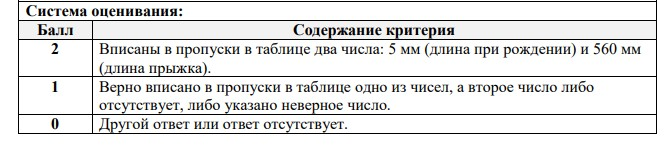 Система оценивания:
Балл Содержание критерия
2 Вписаны в пропуски в таблице два числа: 5 мм (длина при рождении) и 560 мм
(длина прыжка).
1 Верно вписано в пропуски в таблице одно из чисел, а второе число либо
отсутствует, либо указано неверное число.
0 Другой ответ или ответ отсутствует.